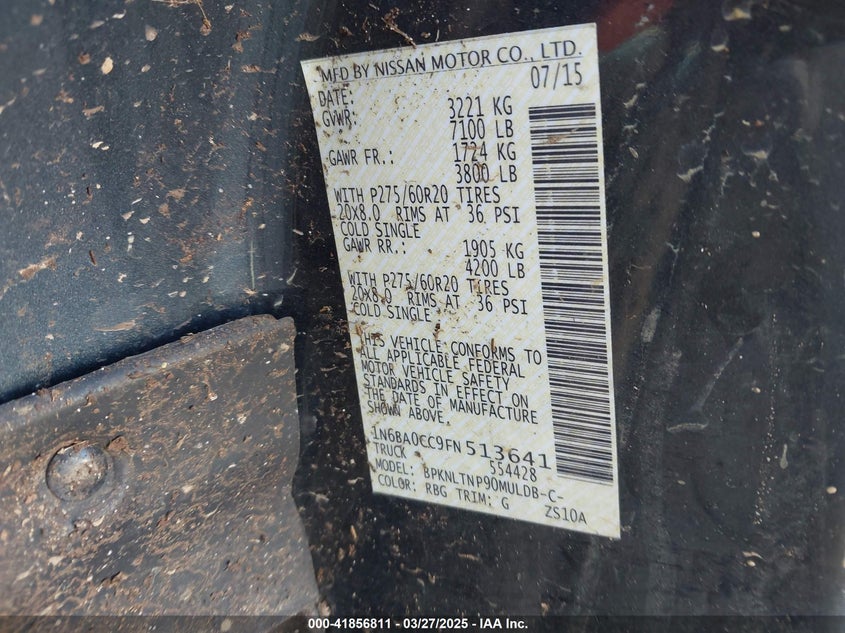 MFD BY NISSAN MOTOR CO., LTD.
DATE: 07/15
GVWR: 3221 KG
7100 LB
GAWR FR.: 1724 KG
3800 LB
WITH P275/60R20 TIRES
20X8.0 RIMS AT 36 PSI
COLD SINGLE
GAWR RR.: 1905 KG
4200 LB
WITH P275/60R20 TIRES
20X8.0 RIMS AT 36 PSI
COLD SINGLE
THIS VEHICLE CONFORMS TO
ALL APPLICABLE FEDERAL
MOTOR VEHICLE SAFETY
STANDARDS IN EFFECT ON
THE DATE OF MANUFACTURE
SHOWN ABOVE.
1N6BA0CC9FN 513641
TRUCK 554428
MODEL: BPKNLTNP90MULDB-C-
COLOR: RBG TRIM: G ZS10A
000-41856811 - 03/27/2025 - IAA Inc.